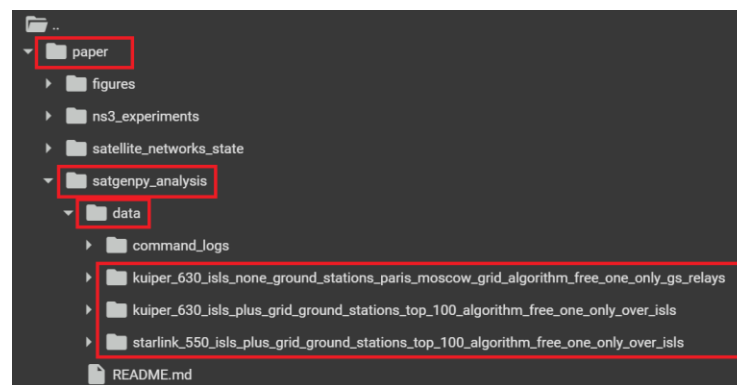 ..
paper
figures
ns3_experiments
satellite_networks_state
satgenpy_analysis
data
command_logs
kuiper_630_isls_none_ground_stations_paris_moscow_grid_algorithm_free_one_only_gs_relays
kuiper_630_isls_plus_grid_ground_stations_top_100_algorithm_free_one_only_over_isls
starlink_550_isls_plus_grid_ground_stations_top_100_algorithm_free_one_only_over_isls
README.md